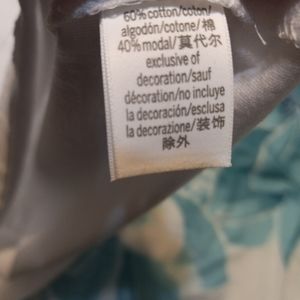 60% cotton/coton/
algodón/cotone/棉
40% modal/莫代尔
exclusive of
decoration/sauf
décoration/no incluye
la decoración/esclusa
la decorazione/装饰
除外